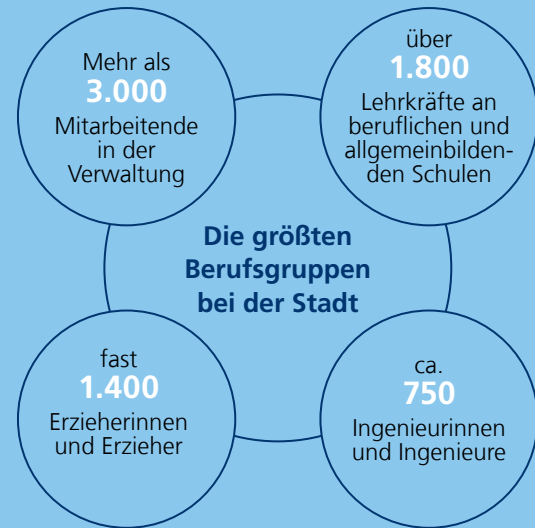 Mehr als
3.000
Mitarbeitende
in der
Verwaltung
über
1.800
Lehrkräfte an
beruflichen und
allgemeinbilden-
den Schulen
Die größten
Berufsgruppen
bei der Stadt
fast
1.400
Erzieherinnen
und Erzieher
ca.
750
Ingenieurinnen
und Ingenieure